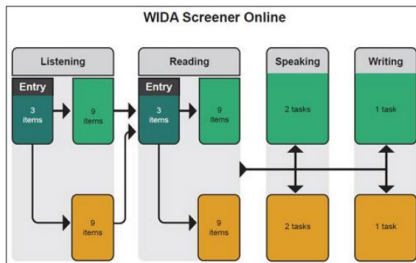 WIDA Screener Online
Listening
Reading
Speaking
Writing
Entry
3
items
9
items
Entry
3
items
9
items
2 tasks
1 task
9
items
9
items
2 tasks
1 task